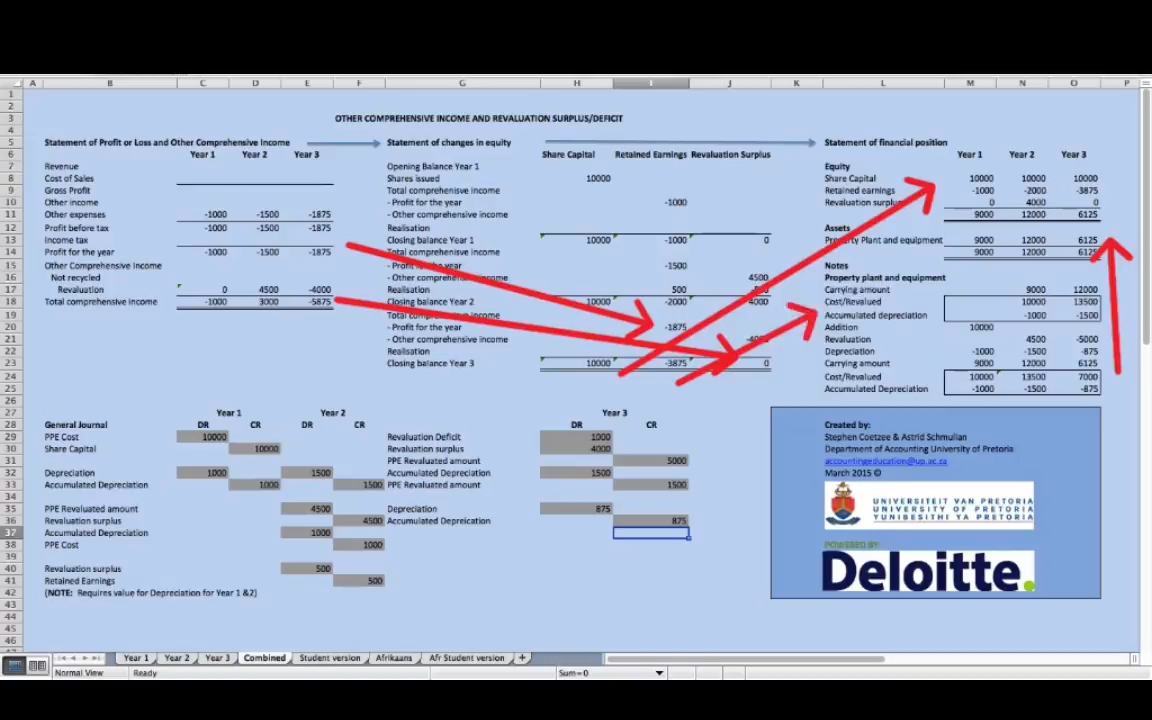 A B C D E F G H I J K L M N O P
OTHER COMPREHENSIVE INCOME AND REVALUATION SURPLUS/DEFICIT
Statement of Profit or Loss and Other Comprehensive Income Statement of changes in equity Statement of financial position
Year 1 Year 2 Year 3 Share Capital Retained Earnings Revaluation Surplus Year 1 Year 2 Year 3
Revenue Opening Balance Year 1 Equity
Cost of Sales Shares issued 10000 Share Capital 10000 10000 10000
Gross Profit Total comprehensive income Retained earnings -1000 -2000 -3875
Other income - Profit for the year -1000 Revaluation surplus 0 4000 0
Other expenses -1000 -1500 -1875 - Other comprehensive income 9000 12000 6125
Profit before tax -1000 -1500 -1875 Realisation Assets
Income tax Closing balance Year 1 10000 -1000 0 Property Plant and equipment 9000 12000 6125
Profit for the year -1000 -1500 -1875 Total comprehensive income 9000 12000 6125
Other Comprehensive Income - Profit for the year -1500 Notes
Not recycled - Other comprehensive income 4500 Property plant and equipment
Revaluation 0 4500 -4000 Realisation 500 Carrying amount 9000 12000
Total comprehensive income -1000 3000 -5875 Closing balance Year 2 10000 -2000 4000 Cost/Revalued 10000 13500
Total comprehensive income Accumulated depreciation -1000 -1500
- Profit for the year -1875 Addition 10000
- Other comprehensive income Revaluation 4500 -5000
Realisation Depreciation -1000 -1500 -875
Closing balance Year 3 10000 -3875 0 Carrying amount 9000 12000 6125
Cost/Revalued 10000 13500 7000
Accumulated Depreciation -1000 -1500 -875
Year 1 Year 2 Year 3
General Journal DR CR DR CR DR CR Created by:
PPE Cost 10000 Revaluation Deficit 1000 Stephen Coetzee & Astrid Schmulian
Share Capital 10000 Revaluation surplus 4000 Department of Accounting University of Pretoria
PPE Revaluated amount 5000 accountingeducation@up.ac.za
Depreciation 1000 1500 Accumulated Depreciation 1500 March 2015 ©
Accumulated Depreciation 1000 1500 PPE Revaluated amount 1500
UNIVERSITEIT VAN PRETORIA
UNIVERSITY OF PRETORIA
YUNIBESITHI YA PRETORIA
PPE Revaluated amount 4500 Depreciation 875
Revaluation surplus 4500 Accumulated Depreication 875
Accumulated Depreciation 1000
PPE Cost 1000 POWERED BY:
Deloitte.
Revaluation surplus 500
Retained Earnings 500
(NOTE: Requires value for Depreciation for Year 1 &2)
Year 1 Year 2 Year 3 Combined Student version Afrikaans Afr Student version +
Normal View Ready Sum=0